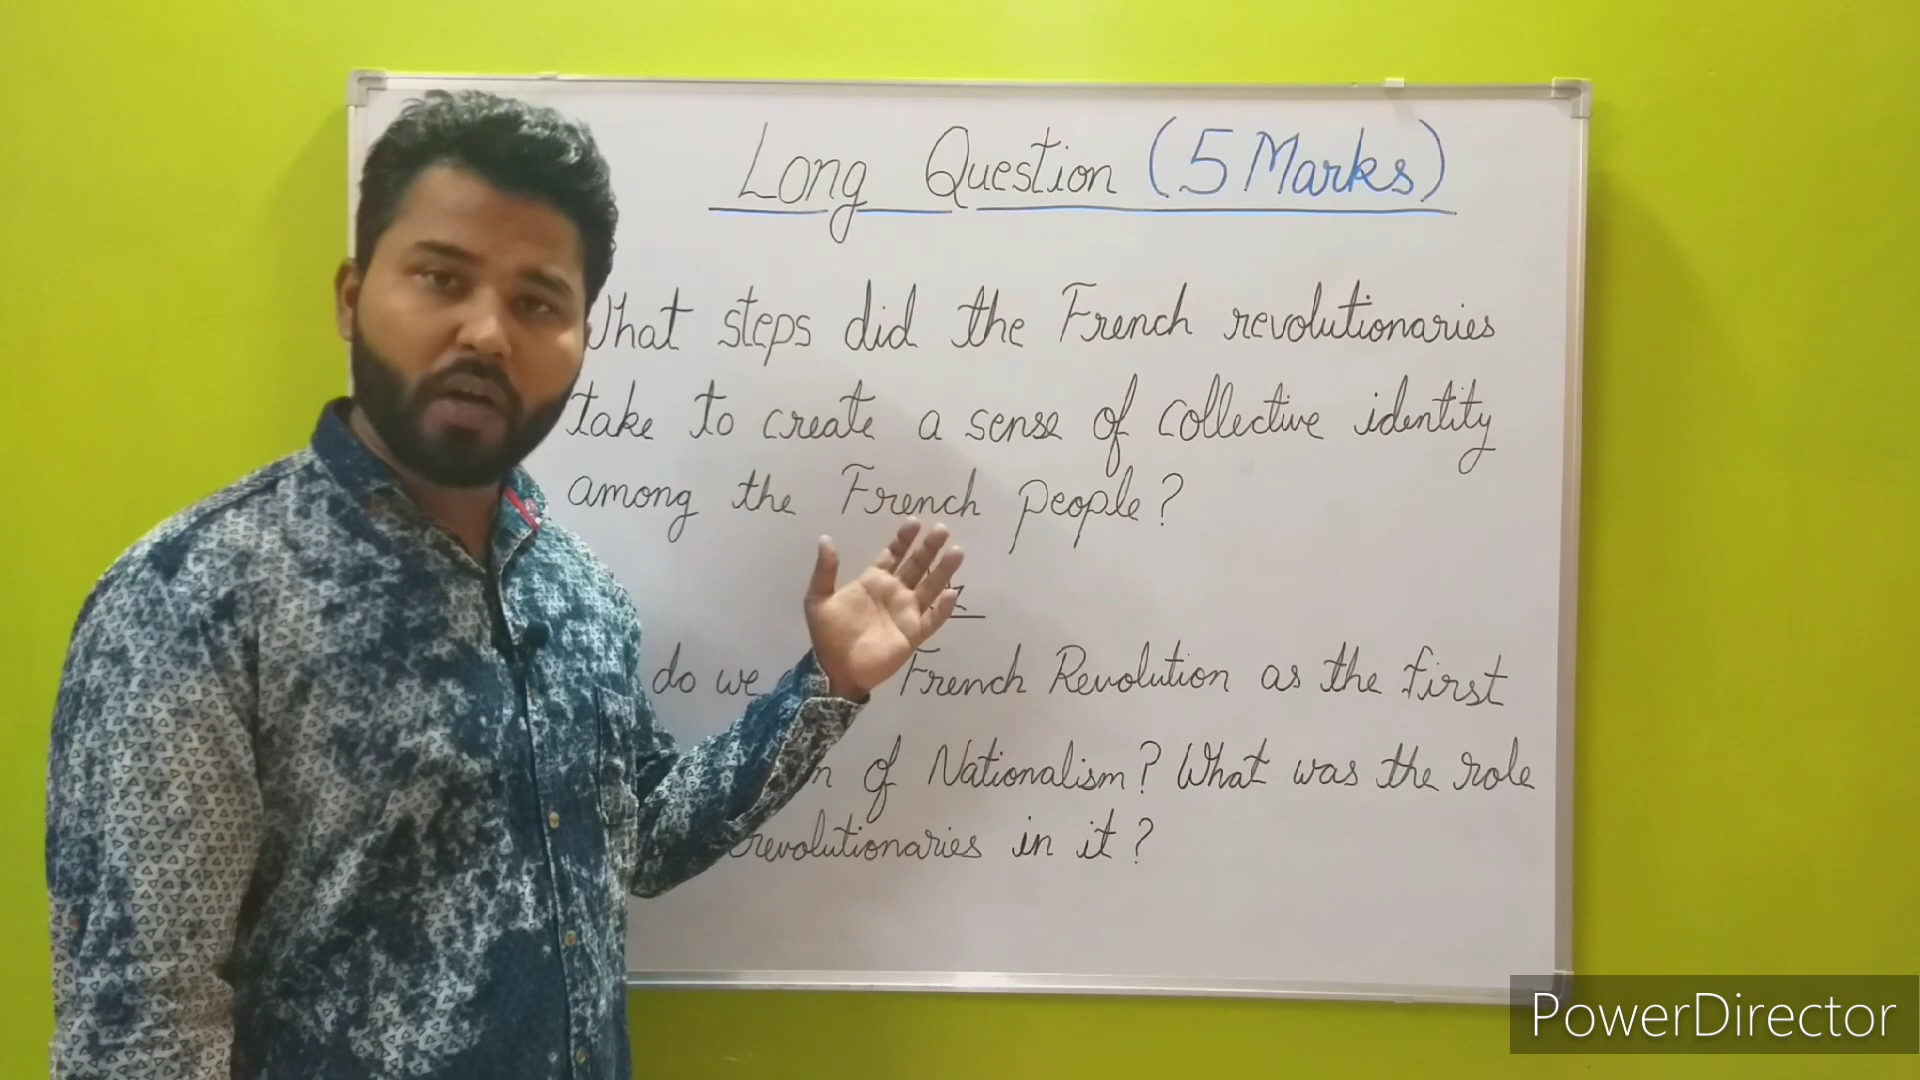 Long Question (5 Marks)
What steps did the French revolutionaries
take to create a sense of collective identity
among the French people?
do we French Revolution as the first
of Nationalism? What was the role
revolutionaries in it?
PowerDirector